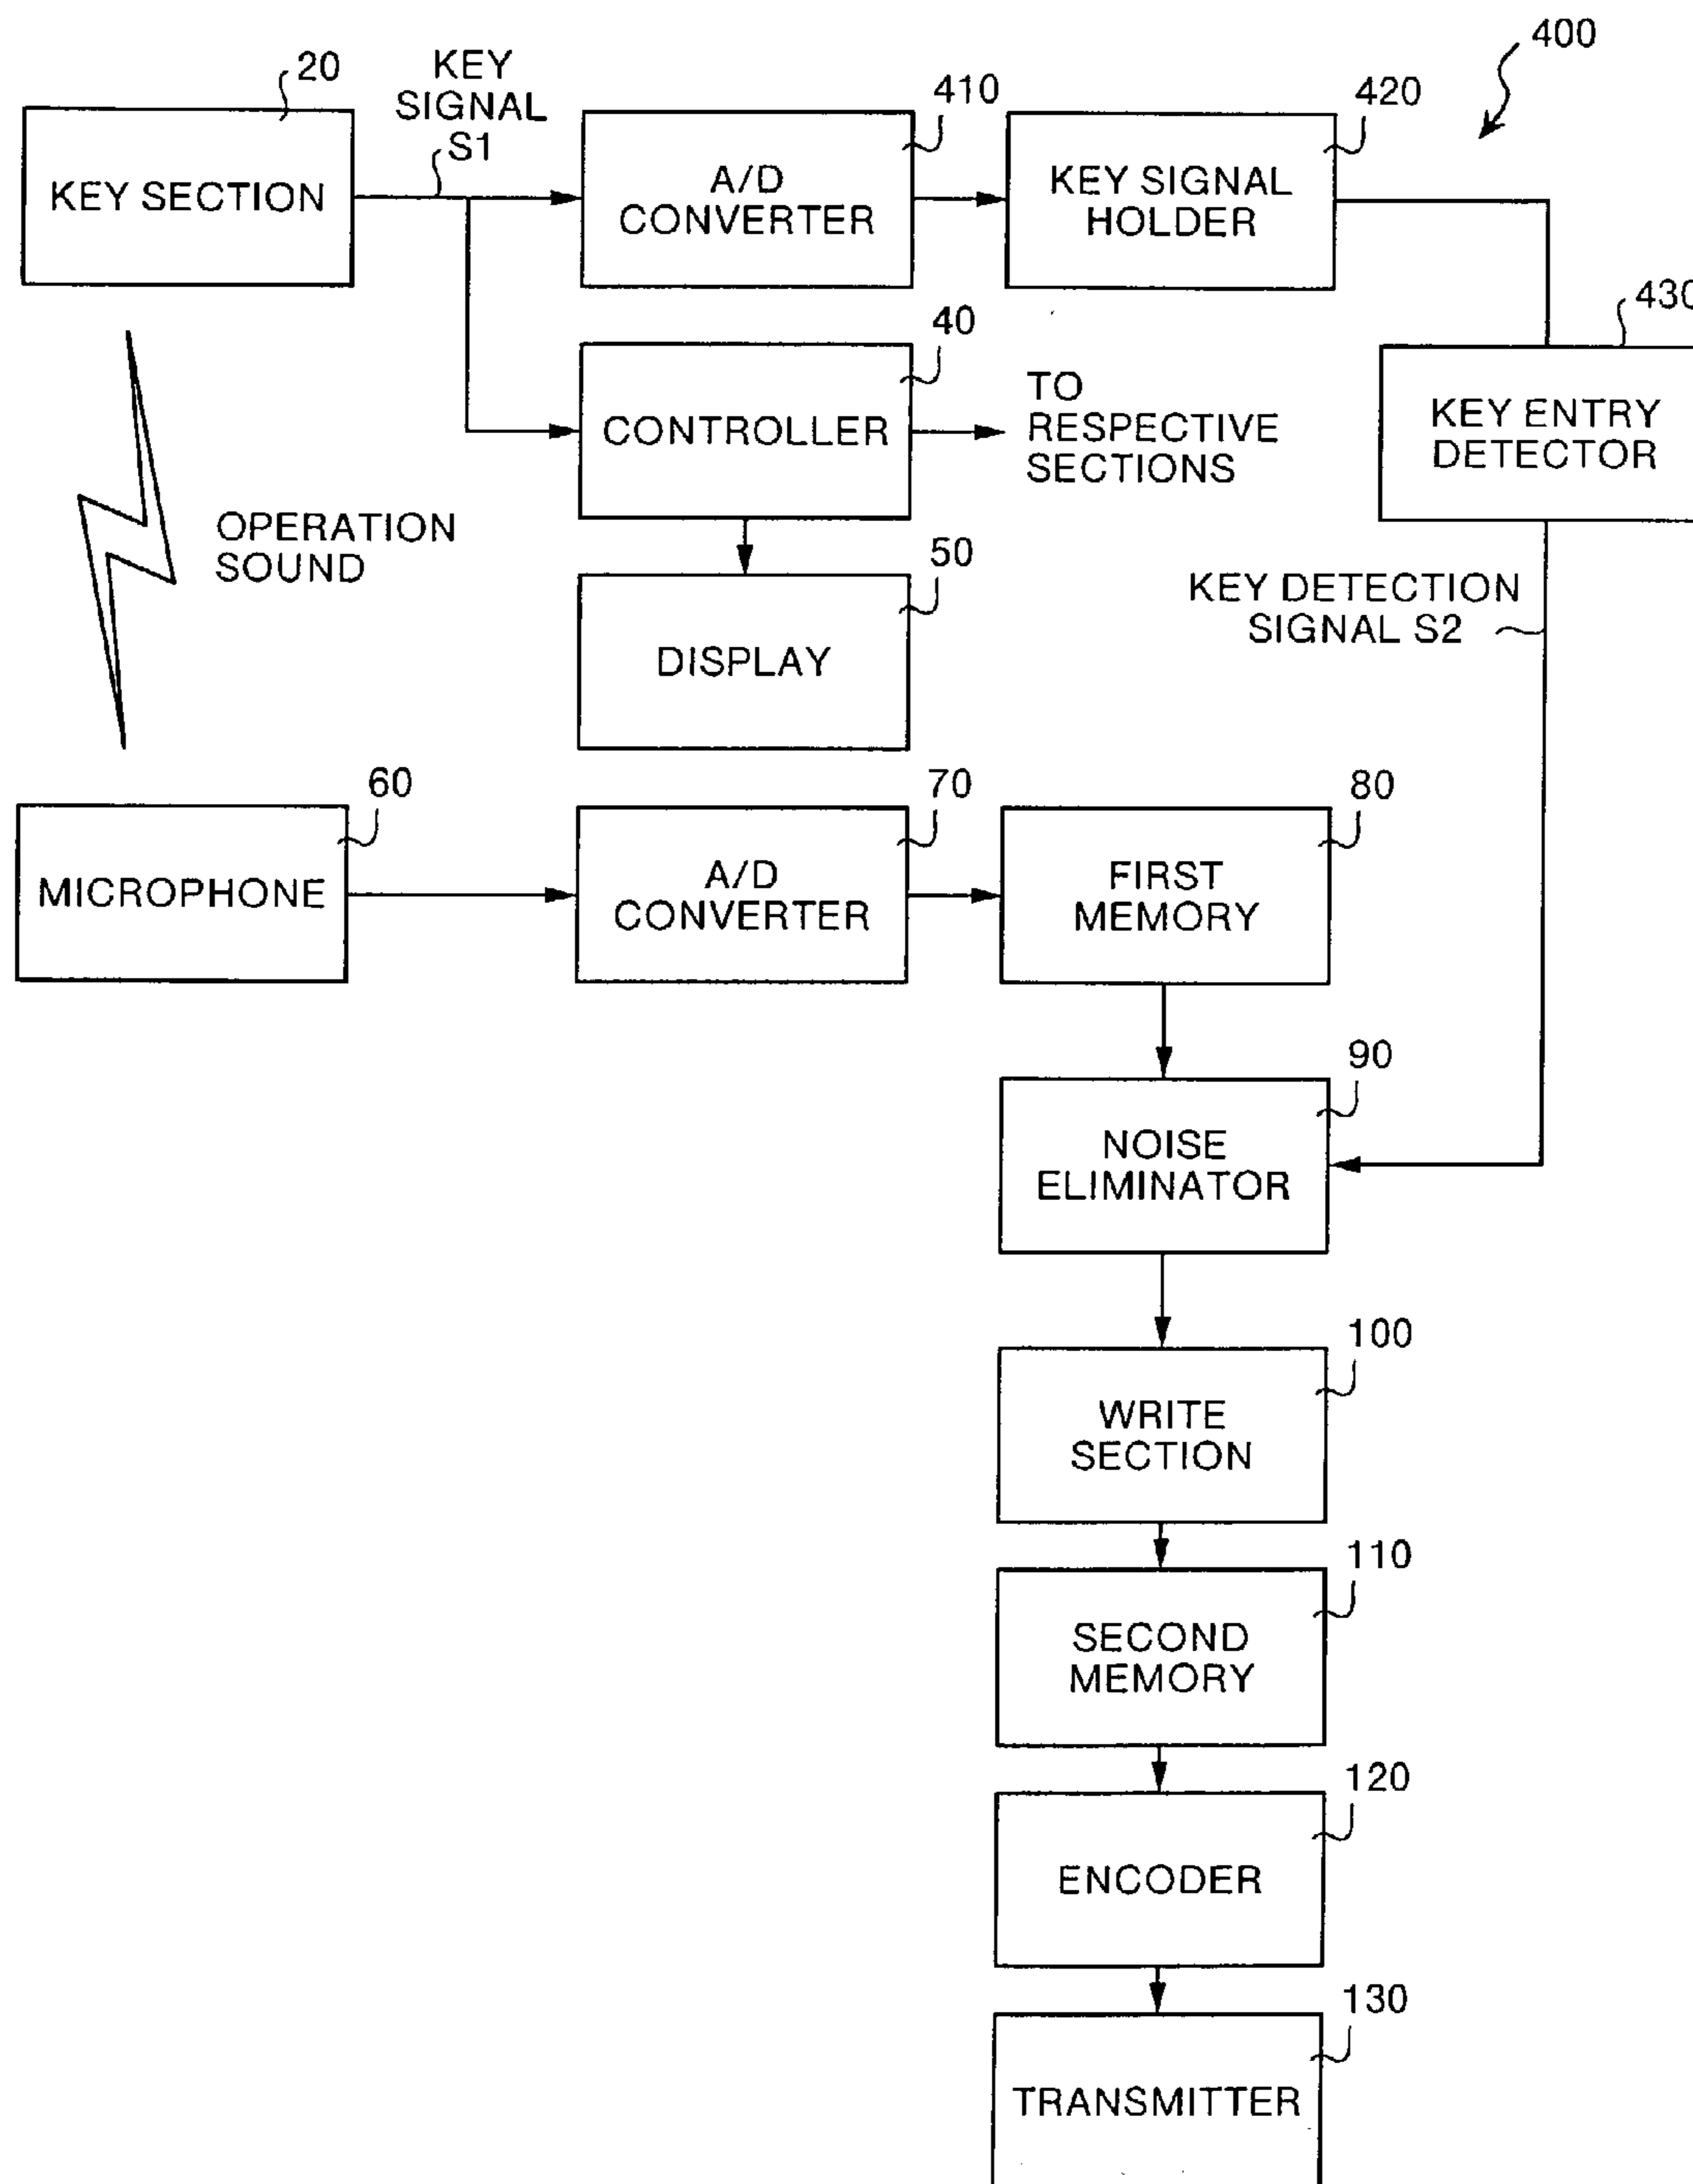 400
20
KEY
SIGNAL
S1
410
420
KEY SECTION
A/D
CONVERTER
KEY SIGNAL
HOLDER
430
40
CONTROLLER
TO
RESPECTIVE
SECTIONS
KEY ENTRY
DETECTOR
OPERATION
SOUND
50
DISPLAY
KEY DETECTION
SIGNAL S2
60
70
80
MICROPHONE
A/D
CONVERTER
FIRST
MEMORY
90
NOISE
ELIMINATOR
100
WRITE
SECTION
110
SECOND
MEMORY
120
ENCODER
130
TRANSMITTER